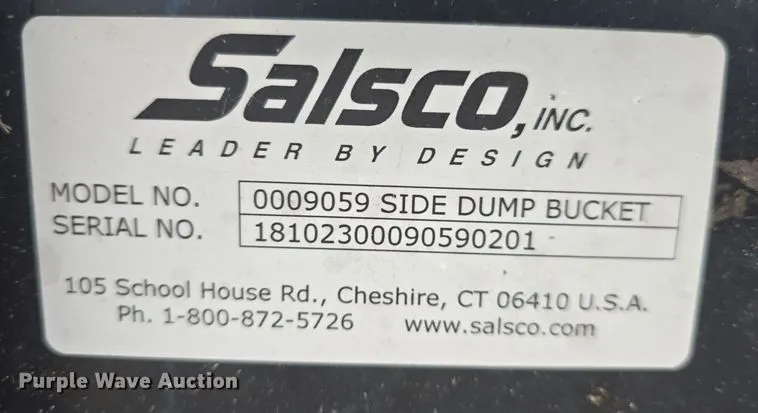 Salsco, INC.
LEADER BY DESIGN
MODEL NO. 0009059 SIDE DUMP BUCKET
SERIAL NO. 18102300090590201
105 School House Rd., Cheshire, CT 06410 U.S.A.
Ph. 1-800-872-5726 www.salsco.com
Purple Wave Auction